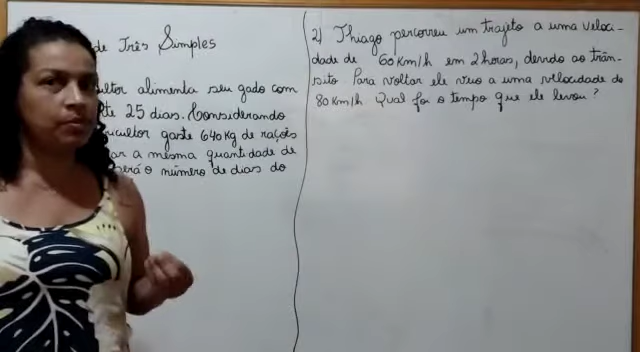 de Três Simples
ultor alimenta seu gado com
te 25 dias. Considerando
ucultor gaste 640 kg de rações
ar a mesma quantidade de
erá o número de dias do
2) Thiago percorreu um trajeto a uma veloci-
dade de 60 km/h em 2 horas, devido ao trân-
sito Para voltar ele veio a uma velocidade de
80 km/h Qual foi o tempo que ele levou?